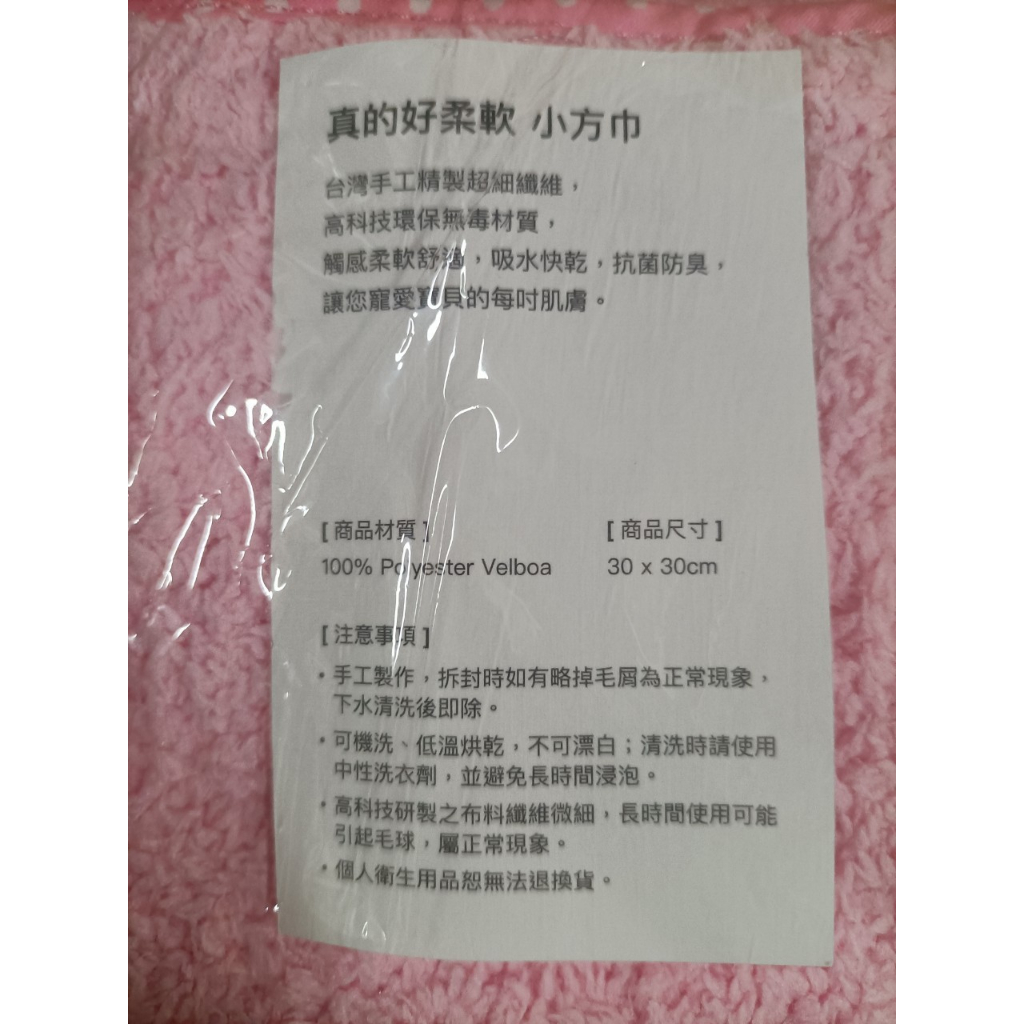 真的好柔軟 小方巾
台灣手工精製超細纖維，
高科技環保無毒材質，
觸感柔軟舒適，吸水快乾，抗菌防臭，
讓您寵愛寶貝的每吋肌膚。
[ 商品材質 ]
100% Polyester Velboa
[ 商品尺寸 ]
30 x 30cm
[ 注意事項 ]
・手工製作，拆封時如有略掉毛屑為正常現象，
下水清洗後即除。
・可機洗、低溫烘乾，不可漂白；清洗時請使用
中性洗衣劑，並避免長時間浸泡。
・高科技研製之布料纖維微細，長時間使用可能
引起毛球，屬正常現象。
・個人衛生用品恕無法退換貨。